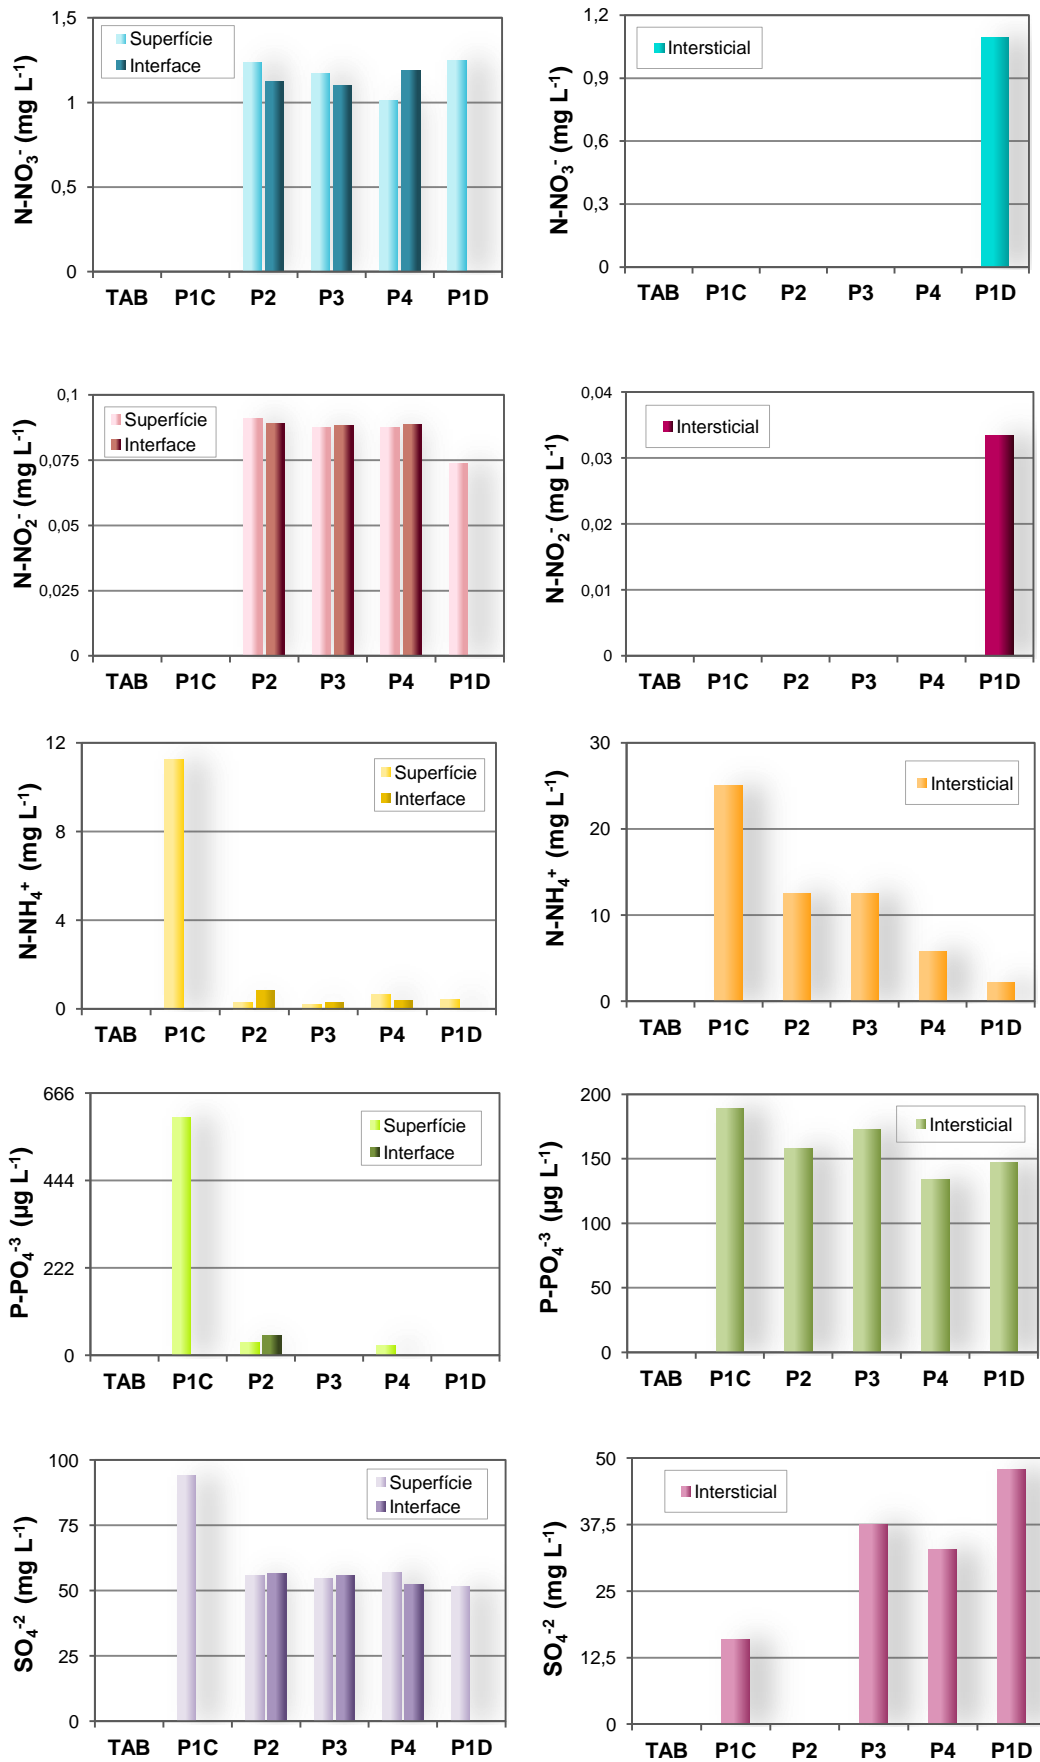 N-NO₃⁻ (mg L⁻¹)
1,5
1
0,5
0
Superfície
Interface
TAB P1C P2 P3 P4 P1D
N-NO₃⁻ (mg L⁻¹)
1,2
0,9
0,6
0,3
0
Intersticial
TAB P1C P2 P3 P4 P1D
N-NO₂⁻ (mg L⁻¹)
0,1
0,075
0,05
0,025
0
Superfície
Interface
TAB P1C P2 P3 P4 P1D
N-NO₂⁻ (mg L⁻¹)
0,04
0,03
0,02
0,01
0
Intersticial
TAB P1C P2 P3 P4 P1D
N-NH₄⁺ (mg L⁻¹)
12
8
4
0
Superfície
Interface
TAB P1C P2 P3 P4 P1D
N-NH₄⁺ (mg L⁻¹)
30
20
10
0
Intersticial
TAB P1C P2 P3 P4 P1D
P-PO₄⁻³ (µg L⁻¹)
666
444
222
0
Superfície
Interface
TAB P1C P2 P3 P4 P1D
P-PO₄⁻³ (µg L⁻¹)
200
150
100
50
0
Intersticial
TAB P1C P2 P3 P4 P1D
SO₄⁻² (mg L⁻¹)
100
75
50
25
0
Superfície
Interface
TAB P1C P2 P3 P4 P1D
SO₄⁻² (mg L⁻¹)
50
37,5
25
12,5
0
Intersticial
TAB P1C P2 P3 P4 P1D